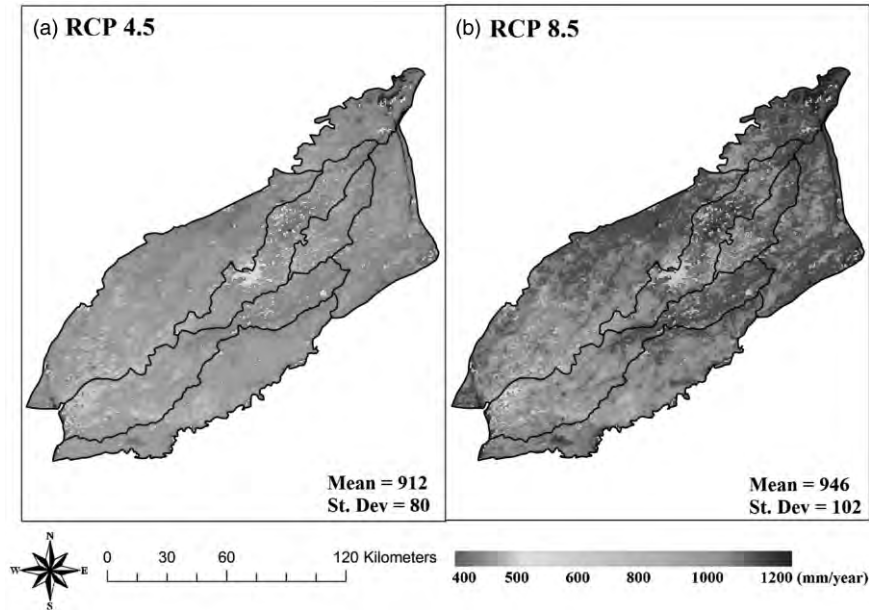 (a) RCP 4.5
(b) RCP 8.5
Mean = 912
St. Dev = 80
Mean = 946
St. Dev = 102
N
W E
S
0 30 60 120 Kilometers
400 500 600 800 1000 1200 (mm/year)